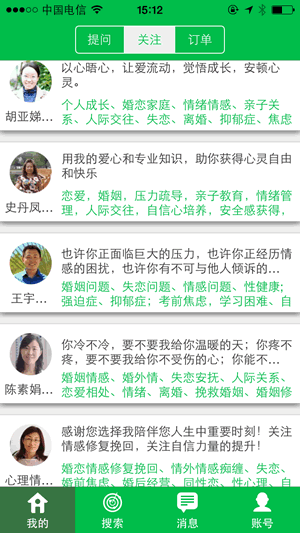 中国电信
15:12
提问
关注
订单
以心晤心，让爱流动，觉悟成长，安顿心
灵。
个人成长、婚恋家庭、情绪情感、亲子关
系、人际交往、失恋、离婚、抑郁症、焦虑
胡亚娣...
用我的爱心和专业知识，助你获得心灵自由
和快乐
恋爱，婚姻，压力疏导，亲子教育，情绪管
理，人际交往，自信心培养，安全感获得，
史丹凤...
也许你正面临巨大的压力，也许你正经历情
感的困扰，也许你有不可与他人倾诉的...
婚姻问题、失恋问题、情感问题、性健康；
强迫症、抑郁症；考前焦虑，学习困难、自
王宇...
你冷不冷，要不要我给你温暖的天；你疼不
疼，要不要我给你不受伤的心；你能不...
婚姻情感、婚外情、失恋安抚、人际关系、
恋爱相处、情绪、离婚、挽救婚姻、婚姻修
陈素娟...
感谢您选择我陪伴您人生中重要时刻！关注
情感修复挽回，关注自信力量的提升！
婚恋情感修复挽回、情外情痴缠、失恋、
婚前焦虑、婚后经营、同性恋、性心理、自
心理情...
我的
搜索
消息
账号